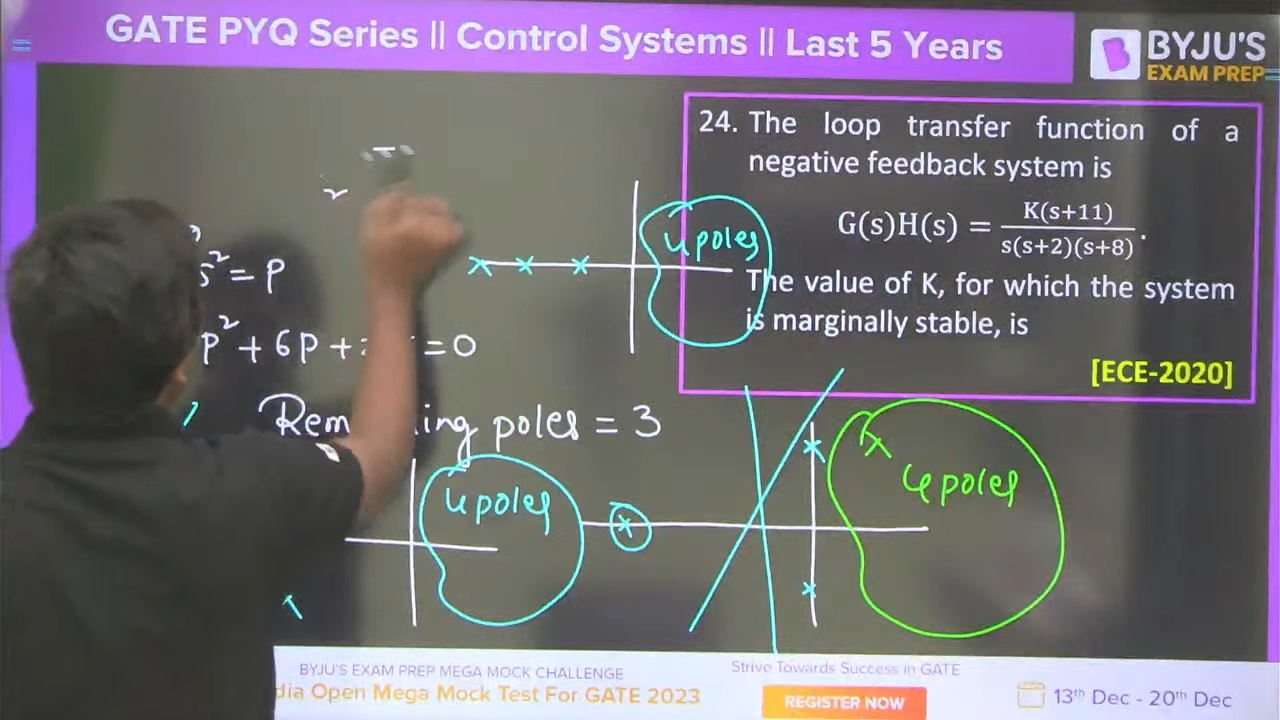 GATE PYQ Series || Control Systems || Last 5 Years
BYJU'S
EXAM PREP
24. The loop transfer function of a
negative feedback system is
G(s)H(s) = K(s+11) / s(s+2)(s+8) .
The value of K, for which the system
is marginally stable, is
[ECE-2020]
4 poles
s² = p
p² + 6p + = 0
Remaining poles = 3
4 poles
4 poles
BYJU'S EXAM PREP MEGA MOCK CHALLENGE
dia Open Mega Mock Test For GATE 2023
Strive Towards Success in GATE
REGISTER NOW
13th Dec - 20th Dec